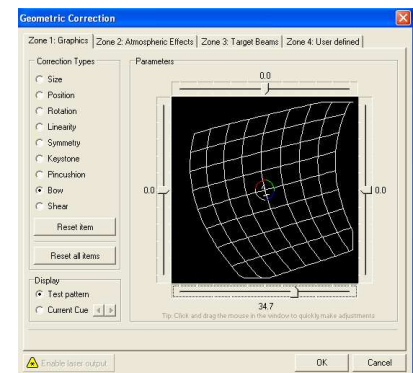 Geometric Correction
Zone 1: Graphics
Zone 2: Atmospheric Effects
Zone 3: Target Beams
Zone 4: User defined
Correction Types
Size
Position
Rotation
Linearity
Symmetry
Keystone
Pincushion
Bow
Shear
Reset item
Reset all items
Display
Test pattern
Current Cue
Parameters
0.0
0.0
0.0
34.7
Tip: Click and drag the mouse in the window to quickly make adjustments
Enable laser output
OK
Cancel